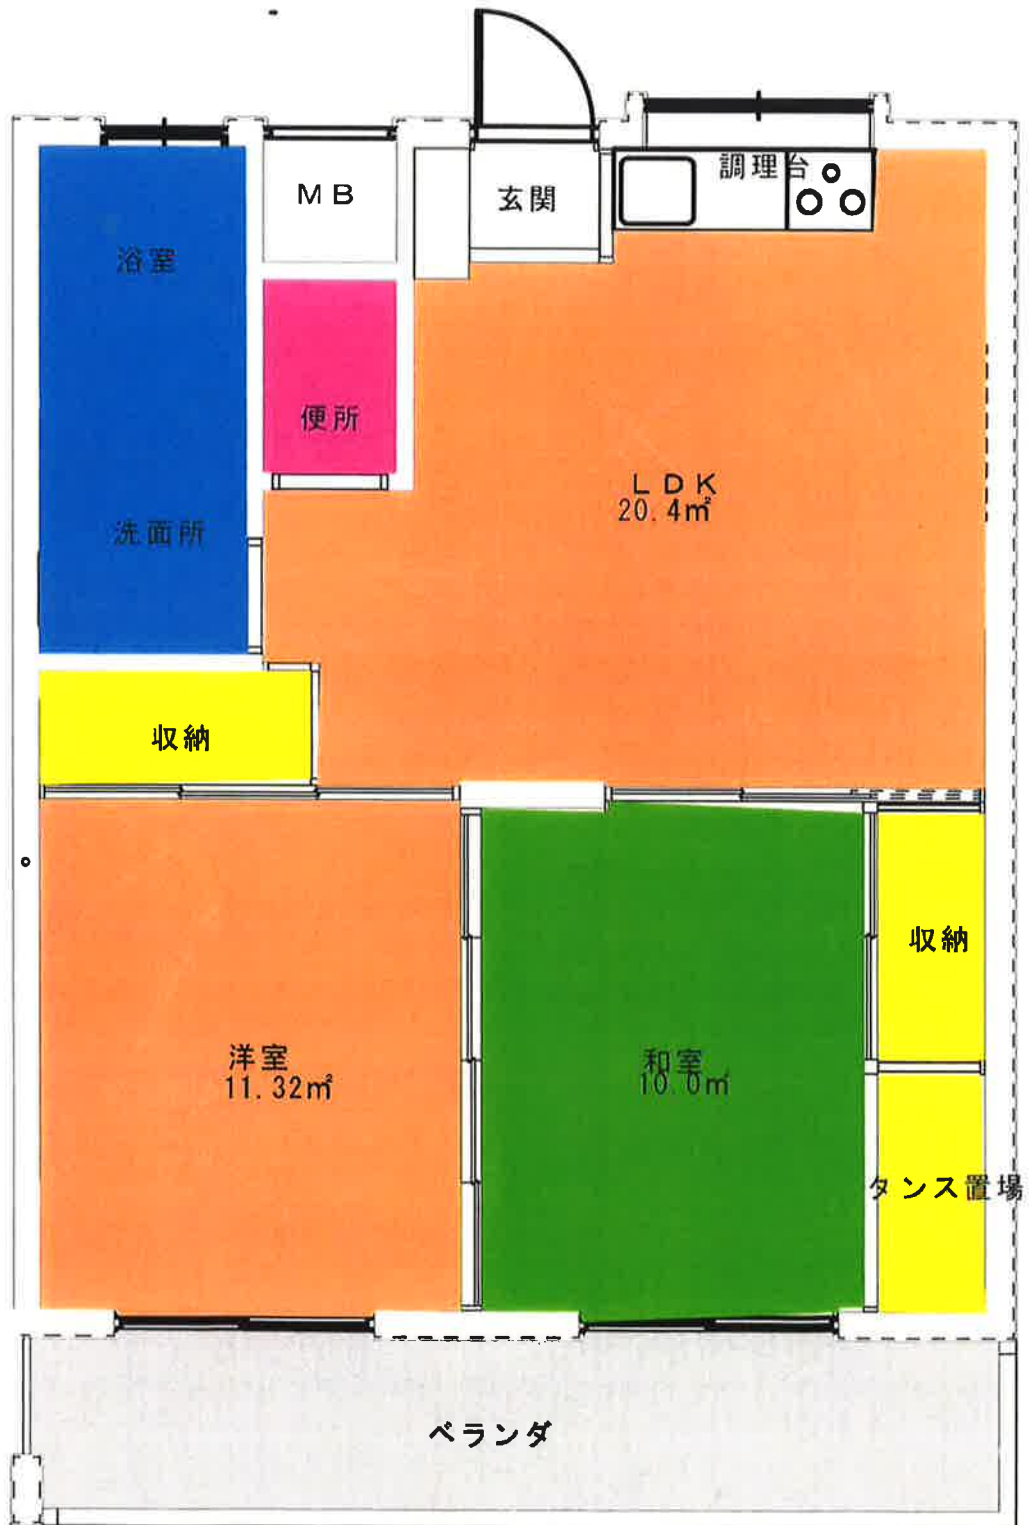 調理台
MB
玄関
浴室
便所
LDK
20.4㎡
洗面所
収納
収納
洋室
11.32㎡
和室
10.0㎡
タンス置場
ベランダ